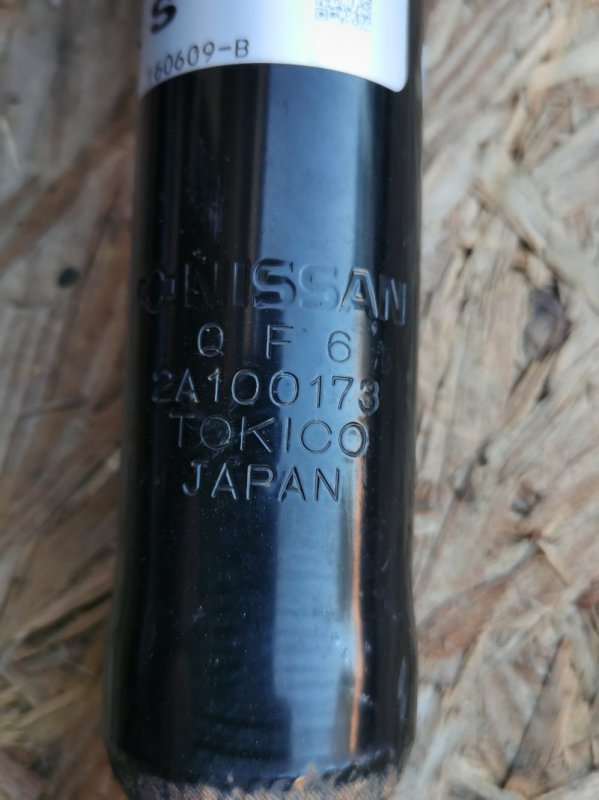 S
160609-B
NISSAN
Q F 6
2A100173
TOKICO
JAPAN